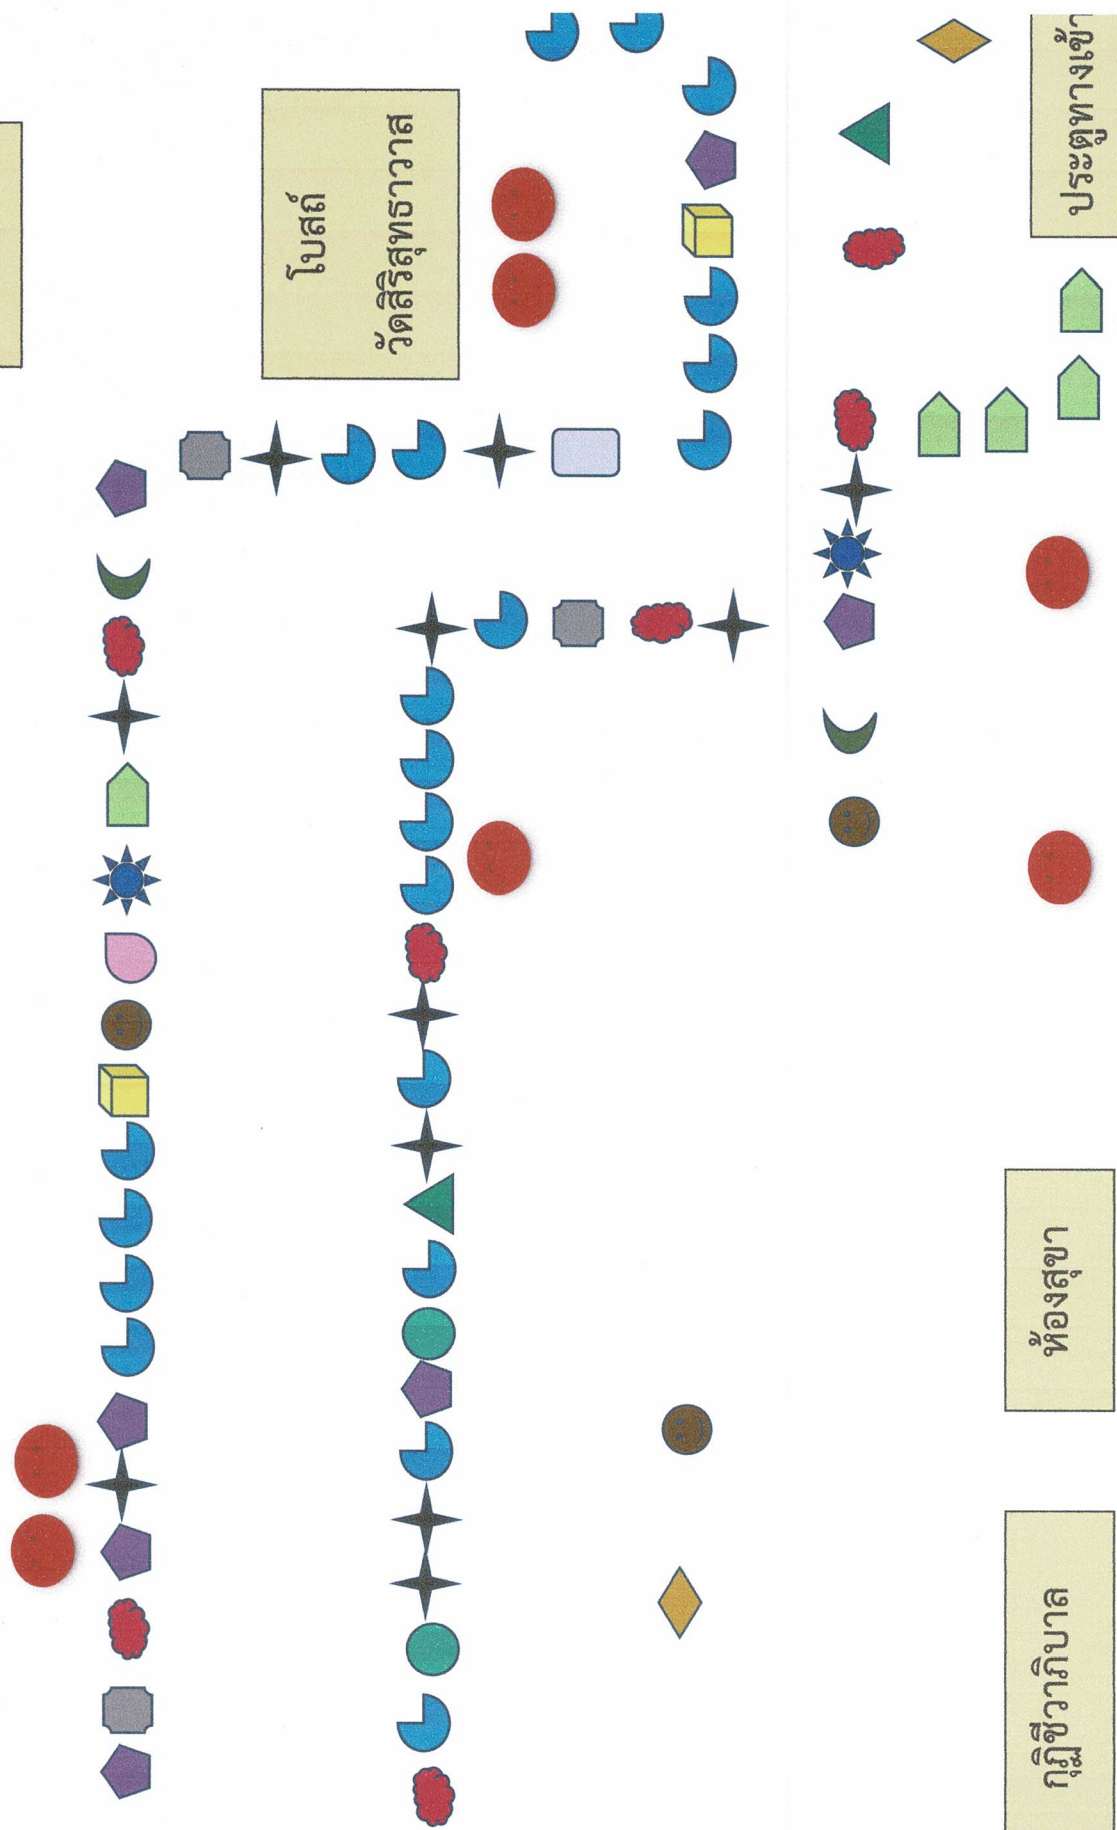 โบสถ์
วัดสิริสุทธาวาส
ประตูทางเข้า
ห้องสุขา
กุฏิชีวาภิบาล